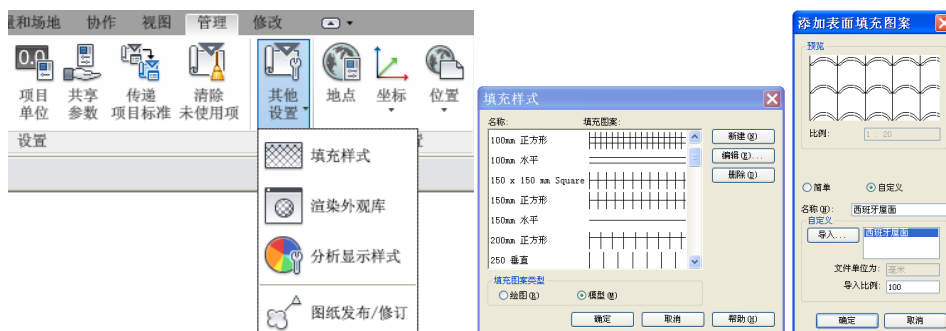 量和场地 协作 视图 管理 修改
0.0
项目单位
共享参数
传递项目标准
清除未使用项
其他设置
地点
坐标
位置
设置
填充样式
渲染外观库
分析显示样式
图纸发布/修订
填充样式
名称: 填充图案:
100mm 正方形
100mm 水平
150 x 150 mm Square
150mm 正方形
150mm 水平
200mm 正方形
250 垂直
新建(N)
编辑(E)...
删除(D)
填充图案类型
绘图(R) 模型(M)
确定 取消 帮助(H)
添加表面填充图案
预览
比例: 1 : 20
简单 自定义
名称(N): 西班牙屋面
自定义
导入... 西班牙屋面
文件单位为: 毫米
导入比例: 100
确定 取消